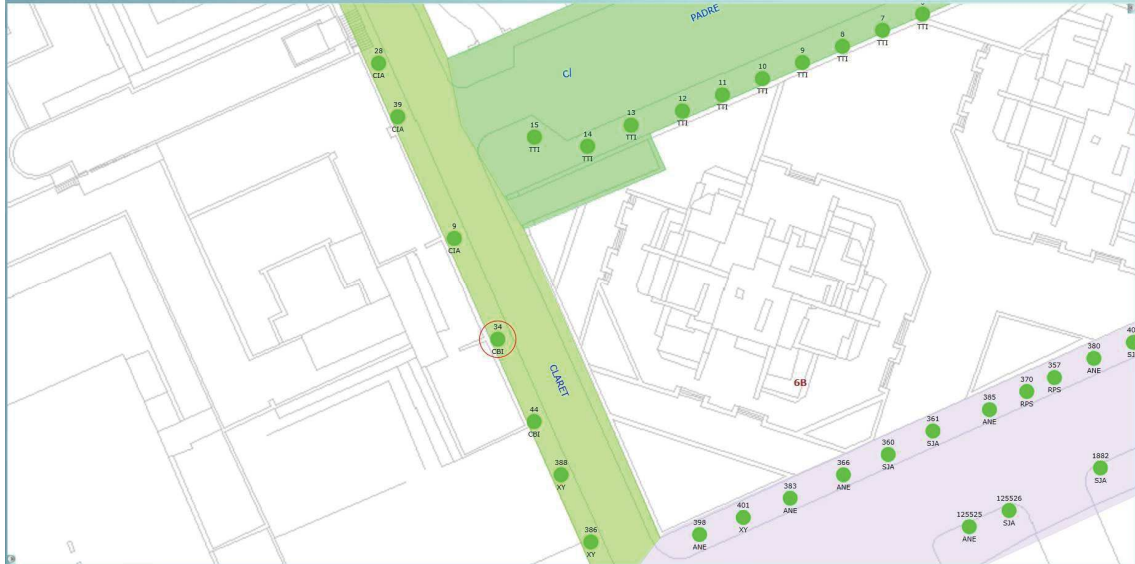 PADRE
7
TTI
8
TTI
9
TTI
10
TTI
11
TTI
12
TTI
13
TTI
14
TTI
15
TTI
C/
28
CIA
39
CIA
9
CIA
34
CBI
CLARET
44
CBI
388
XY
386
XY
6B
380
ANE
357
RPS
370
RPS
385
ANE
361
SJA
360
SJA
366
ANE
383
ANE
401
XY
398
ANE
1882
SJA
125526
SJA
125525
ANE